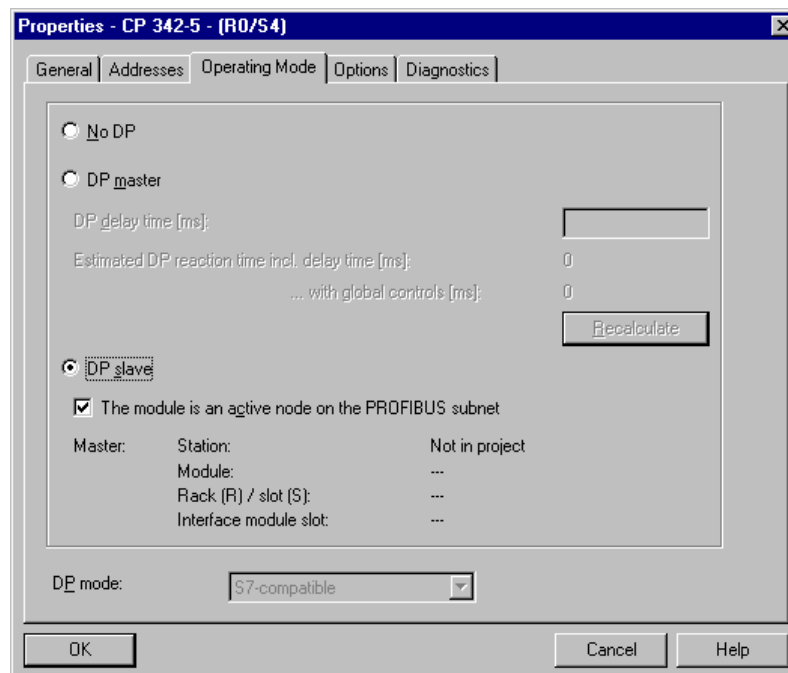 Properties - CP 342-5 - (R0/S4)
General Addresses Operating Mode Options Diagnostics
No DP
DP master
DP delay time [ms]:
Estimated DP reaction time incl. delay time [ms]: 0
... with global controls [ms]: 0
Recalculate
DP slave
The module is an active node on the PROFIBUS subnet
Master: Station: Not in project
Module: ---
Rack (R) / slot (S): ---
Interface module slot: ---
DP mode: S7-compatible
OK Cancel Help